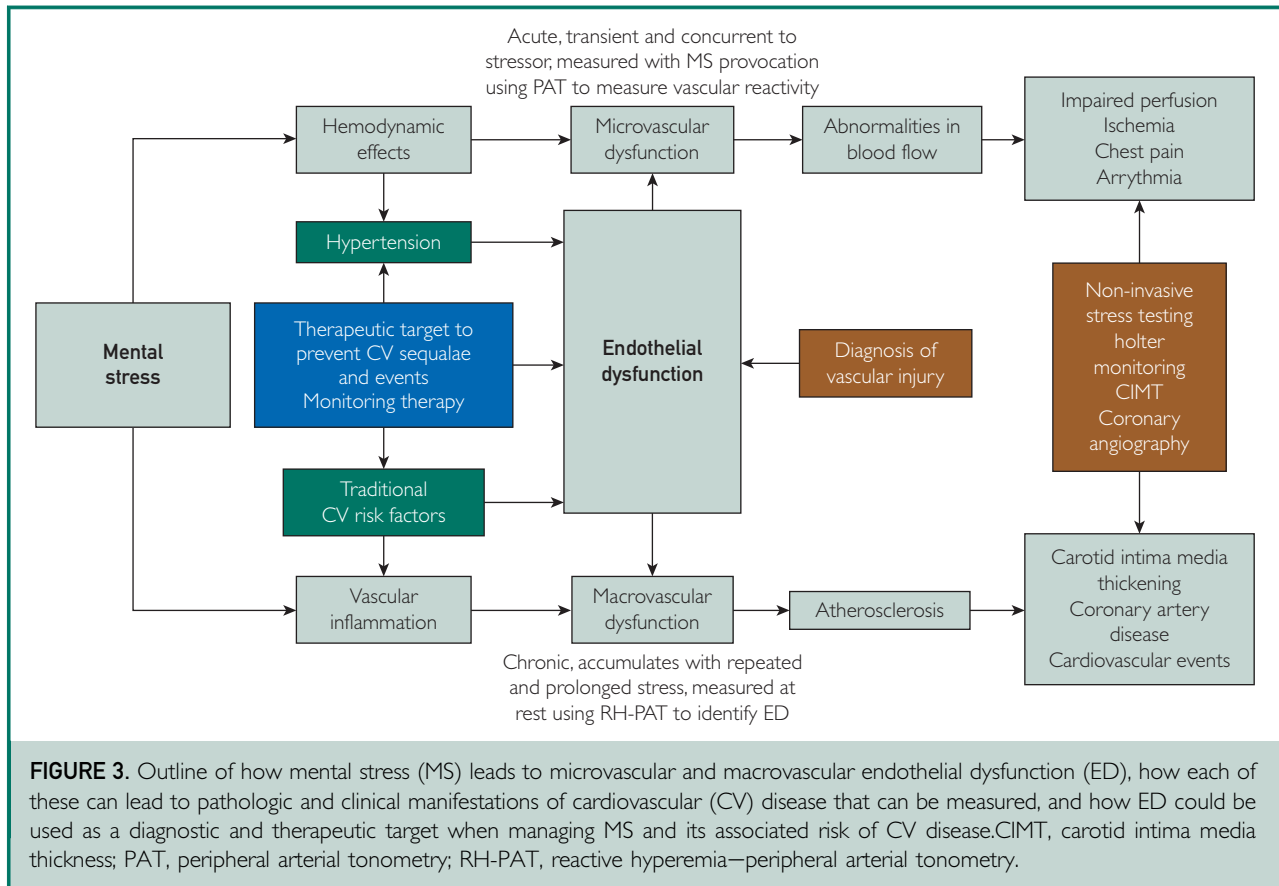 Acute, transient and concurrent to
stressor, measured with MS provocation
using PAT to measure vascular reactivity
Hemodynamic
effects
Microvascular
dysfunction
Abnormalities in
blood flow
Impaired perfusion
Ischemia
Chest pain
Arrythmia
Hypertension
Mental
stress
Therapeutic target to
prevent CV sequalae
and events
Monitoring therapy
Endothelial
dysfunction
Diagnosis of
vascular injury
Non-invasive
stress testing
holter
monitoring
CIMT
Coronary
angiography
Traditional
CV risk factors
Vascular
inflammation
Macrovascular
dysfunction
Atherosclerosis
Carotid intima media
thickening
Coronary artery
disease
Cardiovascular events
Chronic, accumulates with repeated
and prolonged stress, measured at
rest using RH-PAT to identify ED
FIGURE 3. Outline of how mental stress (MS) leads to microvascular and macrovascular endothelial dysfunction (ED), how each of
these can lead to pathologic and clinical manifestations of cardiovascular (CV) disease that can be measured, and how ED could be
used as a diagnostic and therapeutic target when managing MS and its associated risk of CV disease.CIMT, carotid intima media
thickness; PAT, peripheral arterial tonometry; RH-PAT, reactive hyperemia–peripheral arterial tonometry.